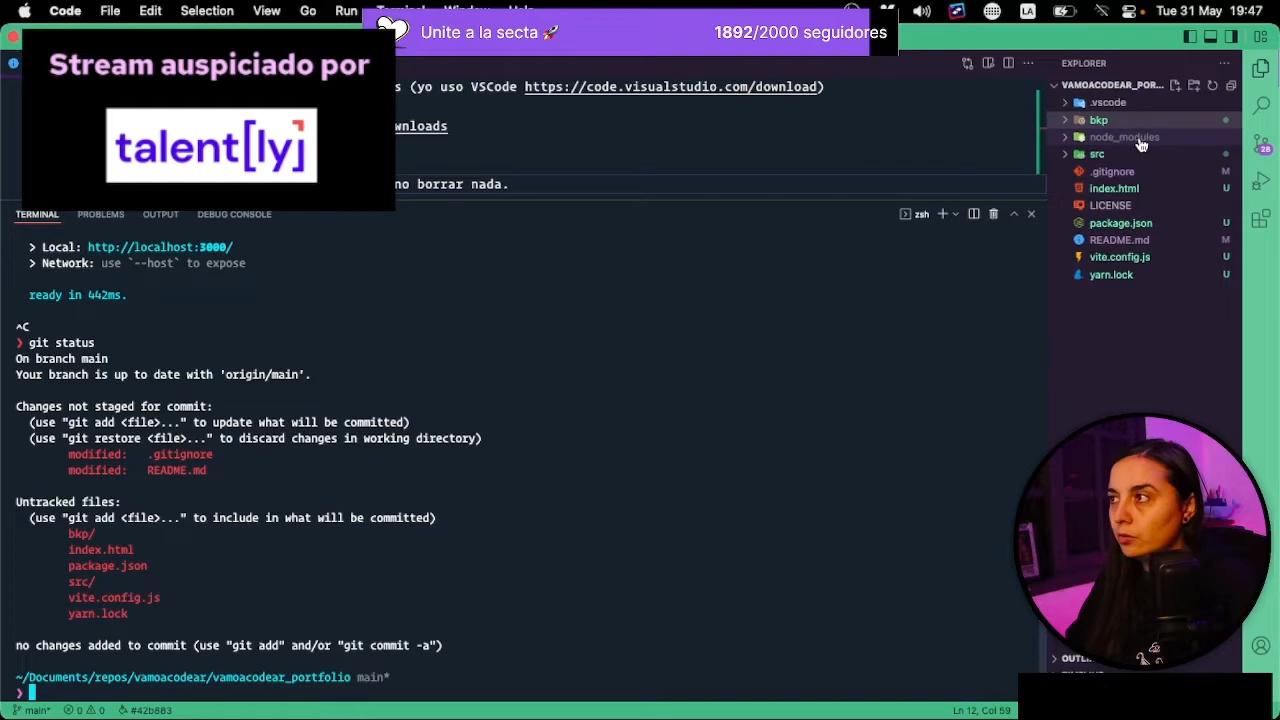 Code
File
Edit
Selection
View
Go
Run
LA
Tue 31 May 19:47
Unite a la secta 🚀
1892/2000 seguidores
Stream auspiciado por
talent[ly]
s (yo uso VSCode https://code.visualstudio.com/download)
wnloads
no borrar nada.
TERMINAL
PROBLEMS
OUTPUT
DEBUG CONSOLE
zsh
> Local: http://localhost:3000/
> Network: use `--host` to expose
ready in 442ms.
^C
❯ git status
On branch main
Your branch is up to date with 'origin/main'.
Changes not staged for commit:
(use "git add <file>..." to update what will be committed)
(use "git restore <file>..." to discard changes in working directory)
modified: .gitignore
modified: README.md
Untracked files:
(use "git add <file>..." to include in what will be committed)
bkp/
index.html
package.json
src/
vite.config.js
yarn.lock
no changes added to commit (use "git add" and/or "git commit -a")
~/Documents/repos/vamoacodear/vamoacodear_portfolio main*
❯
main*
0
0
#42b883
Ln 12, Col 59
EXPLORER
VAMOACODEAR_POR...
.vscode
bkp
node_modules
src
.gitignore M
index.html U
LICENSE
package.json U
README.md M
vite.config.js U
yarn.lock U
28